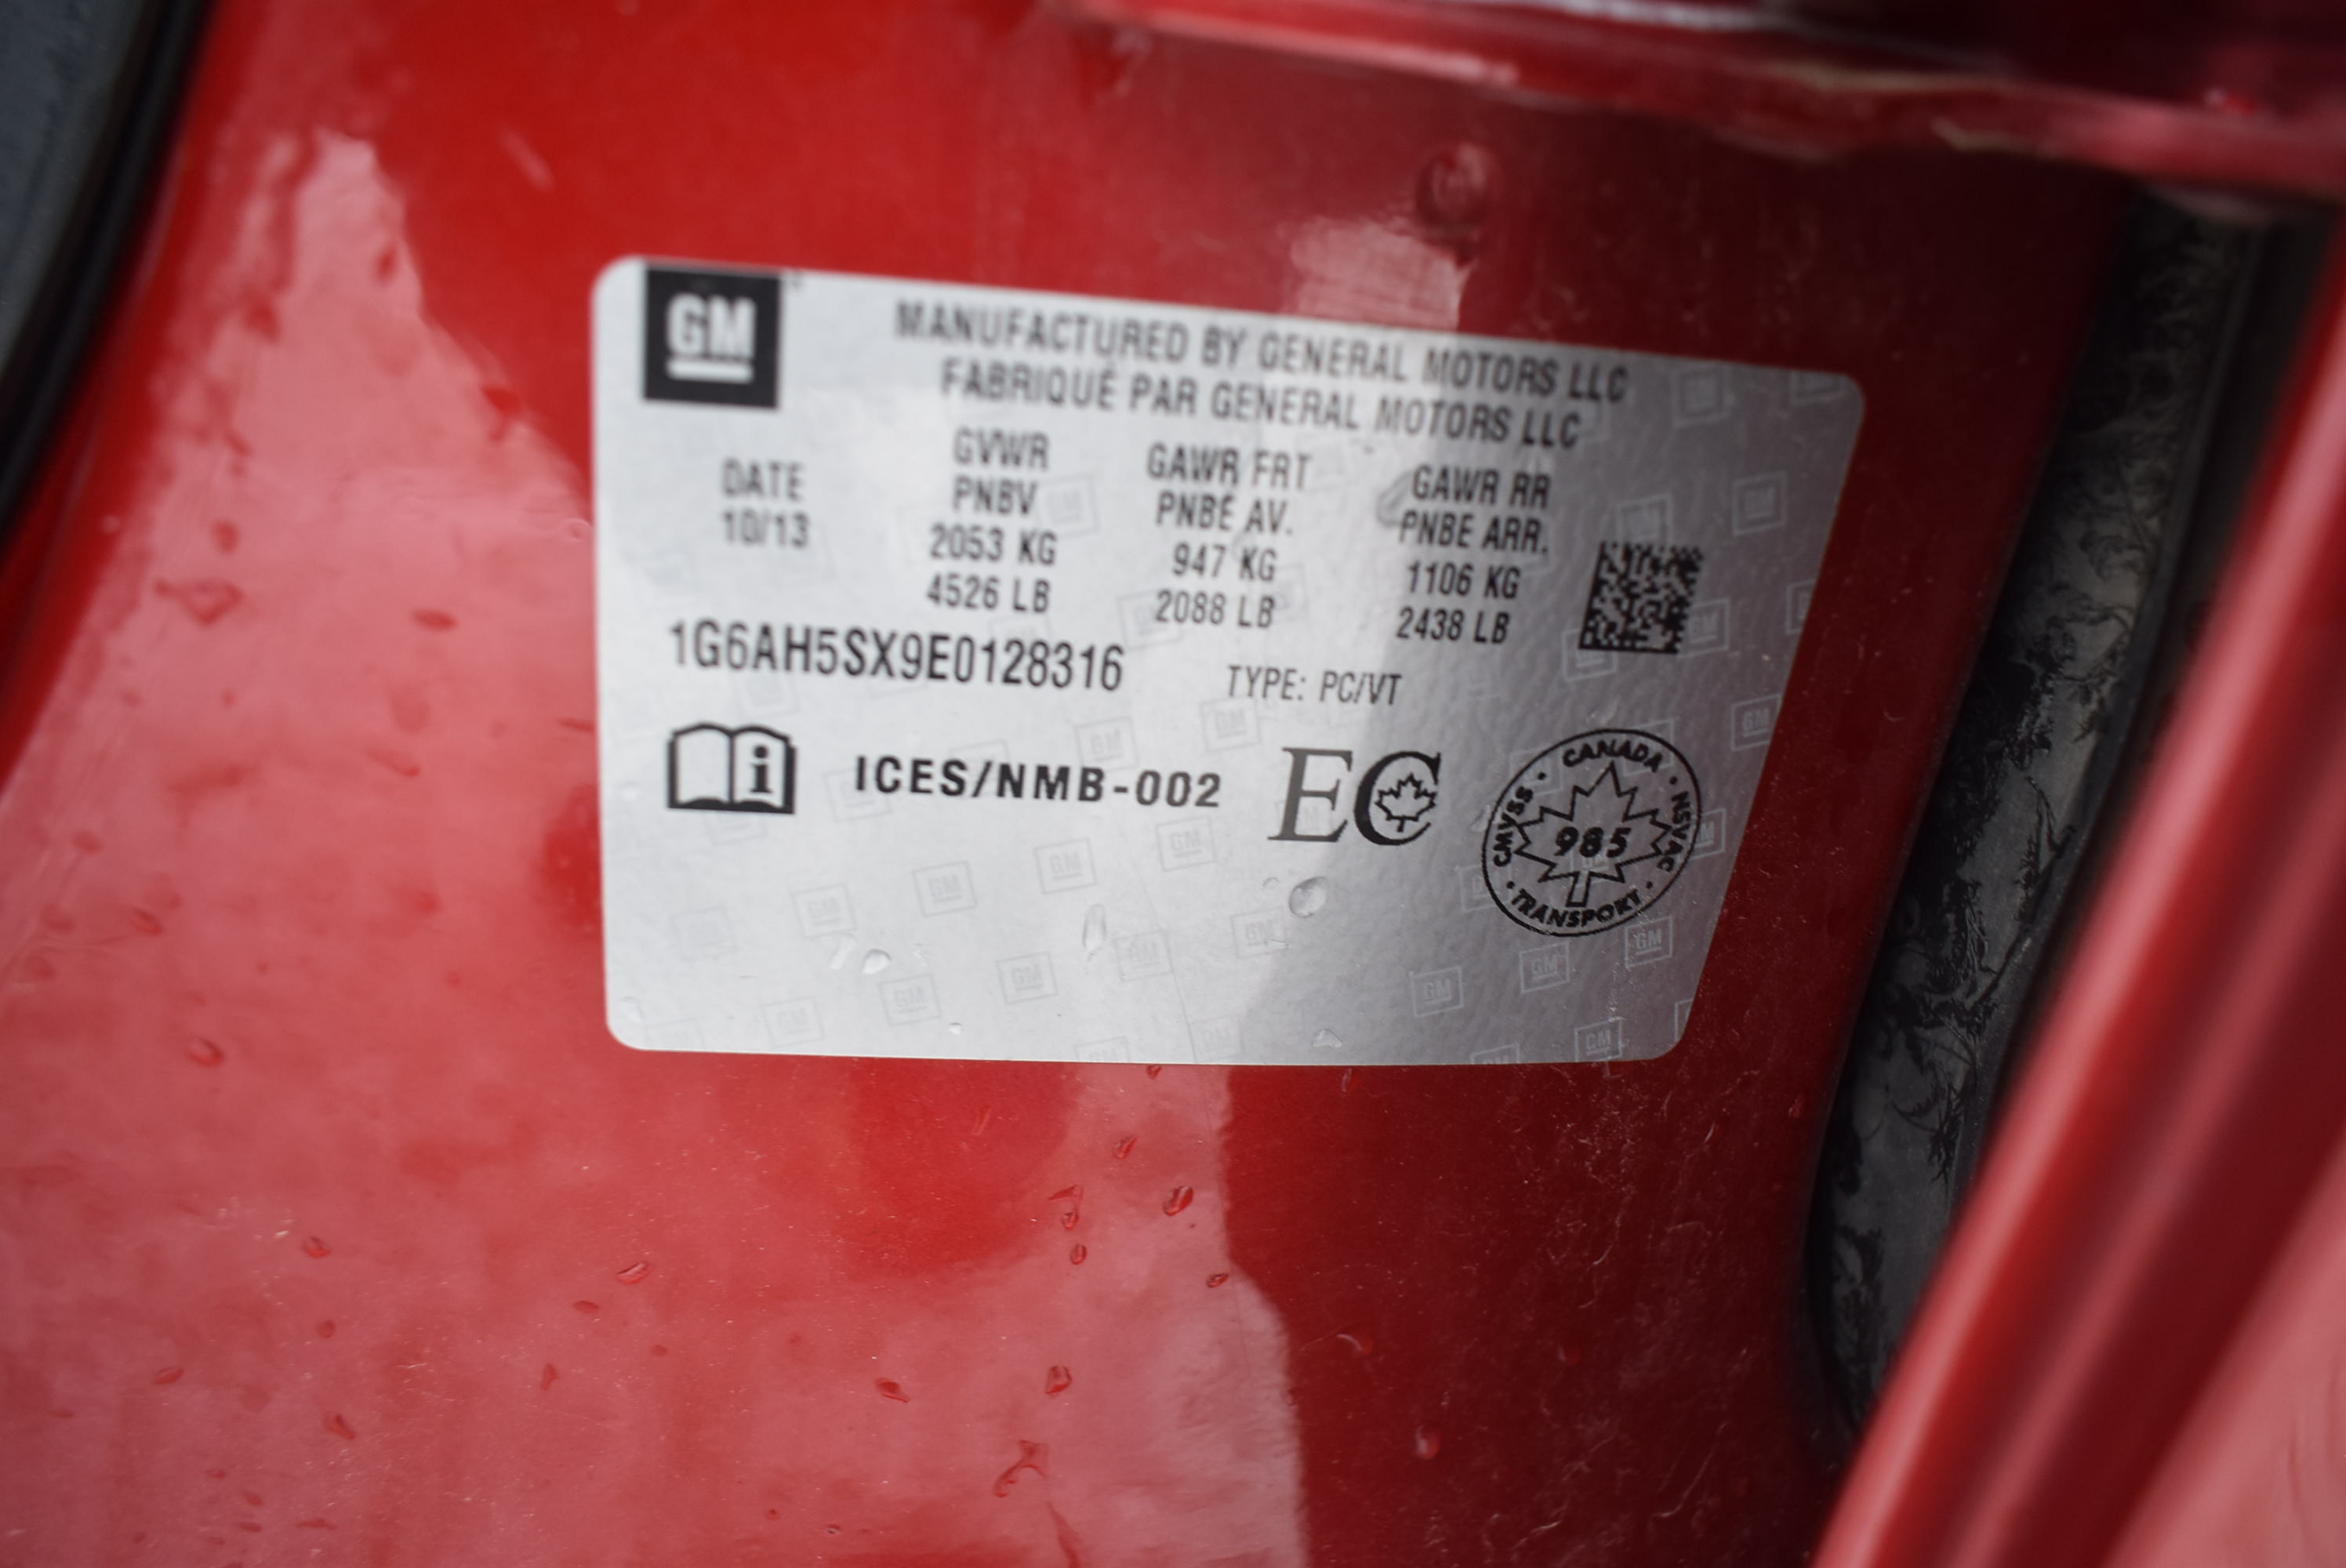 GM
MANUFACTURED BY GENERAL MOTORS LLC
FABRIQUÉ PAR GENERAL MOTORS LLC
DATE
10/13
GVWR
PNBV
2053 KG
4526 LB
GAWR FRT
PNBE AV.
947 KG
2088 LB
GAWR RR
PNBE ARR.
1106 KG
2438 LB
1G6AH5SX9E0128316
TYPE: PC/VT
i ICES/NMB-002 EC
CANADA
CMVSS 985 NSVAC
TRANSPORT